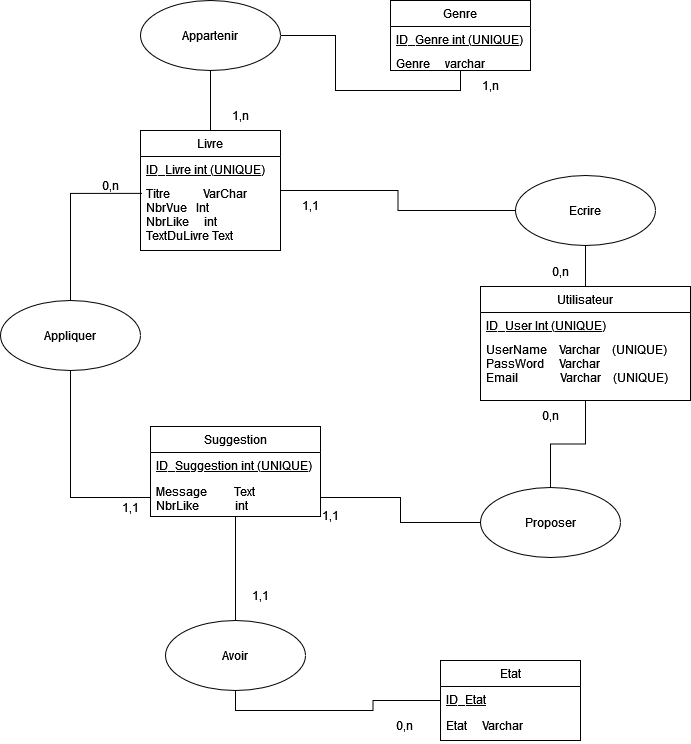 Genre
Appartenir
ID_Genre int (UNIQUE)
Genre varchar
1,n
1,n
Livre
ID_Livre int (UNIQUE)
0,n
Titre VarChar
1,1
NbrVue Int
NbrLike int
Ecrire
TextDuLivre Text
0,n
Utilisateur
ID_User Int (UNIQUE)
Appliquer
UserName Varchar (UNIQUE)
PassWord Varchar
Email Varchar (UNIQUE)
0,n
Suggestion
ID_Suggestion int (UNIQUE)
Message Text
NbrLike int
1,1
1,1
Proposer
1,1
Avoir
Etat
ID_Etat
0,n
Etat Varchar